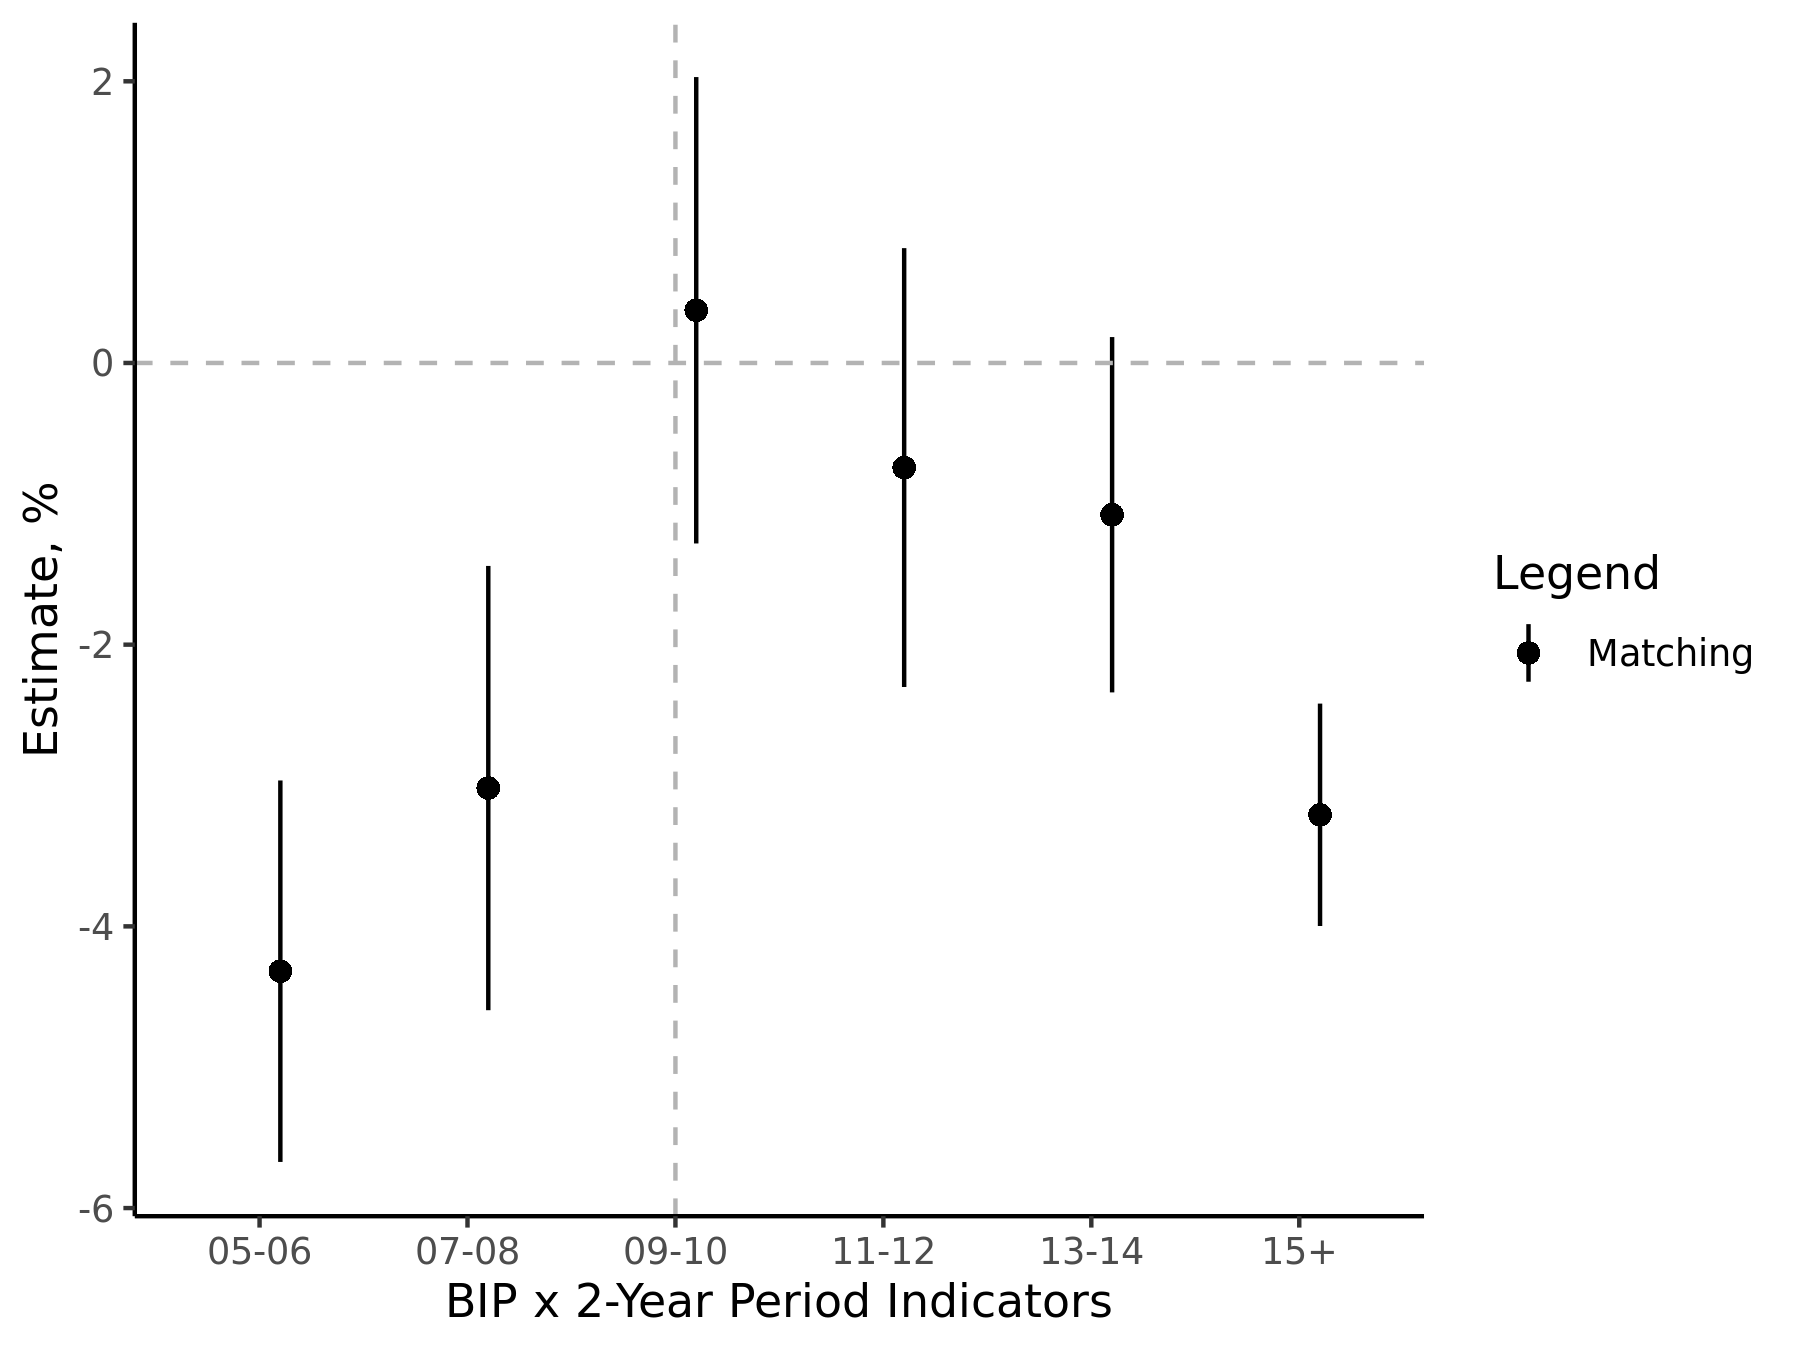 2
0
-2
-4
-6
Estimate, %
05-06 07-08 09-10 11-12 13-14 15+
BIP x 2-Year Period Indicators
Legend
Matching